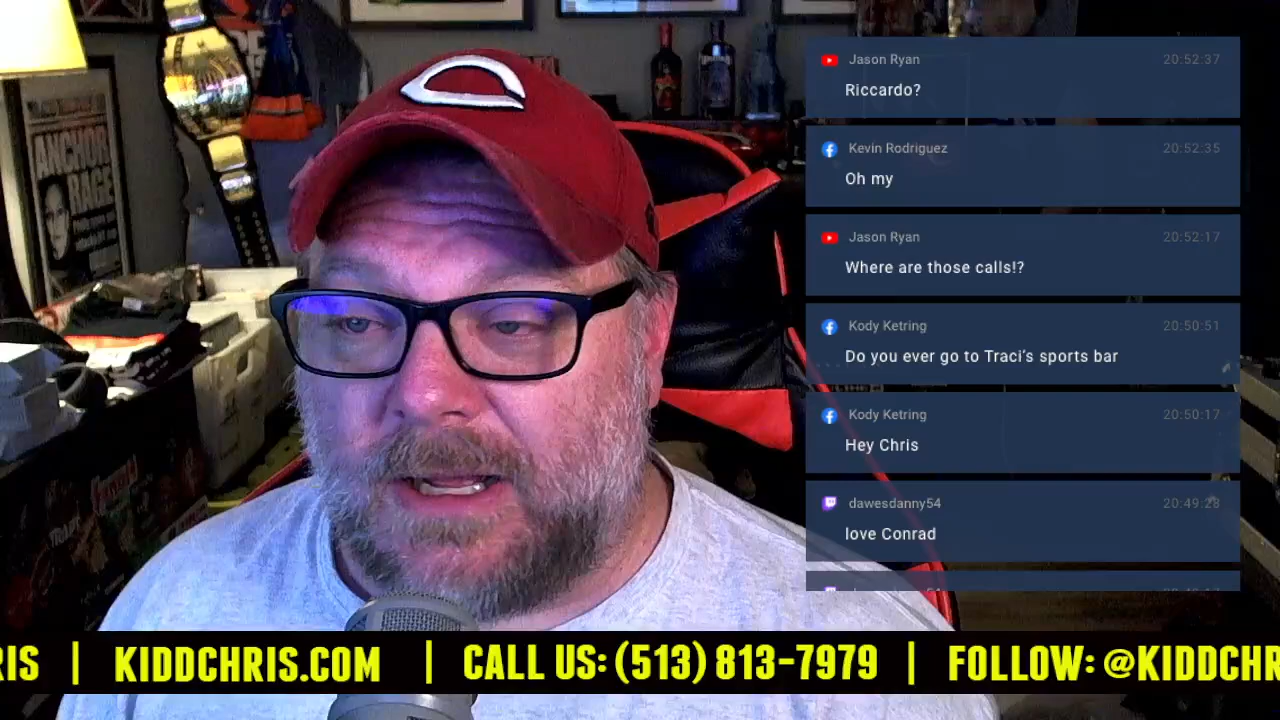 Jason Ryan 20:52:37
Riccardo?
Kevin Rodriguez 20:52:35
Oh my
Jason Ryan 20:52:17
Where are those calls!?
Kody Ketring 20:50:51
Do you ever go to Traci's sports bar
Kody Ketring 20:50:17
Hey Chris
dawesdanny54 20:49:28
love Conrad
ANCHOR
RAGE
RIS | KIDDCHRIS.COM | CALL US: (513) 813-7979 | FOLLOW: @KIDDCHR